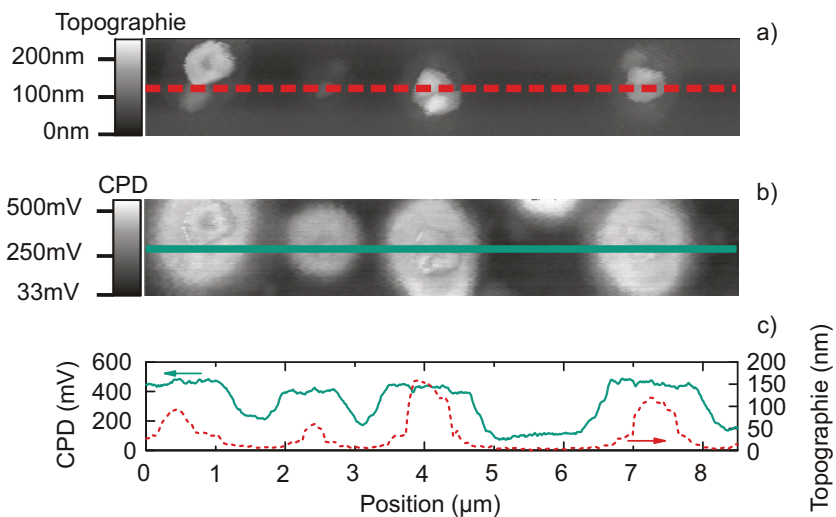 Topographie
a)
200nm
100nm
0nm
CPD
b)
500mV
250mV
33mV
c)
600
400
200
0
CPD (mV)
200
150
100
50
0
Topographie (nm)
0 1 2 3 4 5 6 7 8
Position (µm)